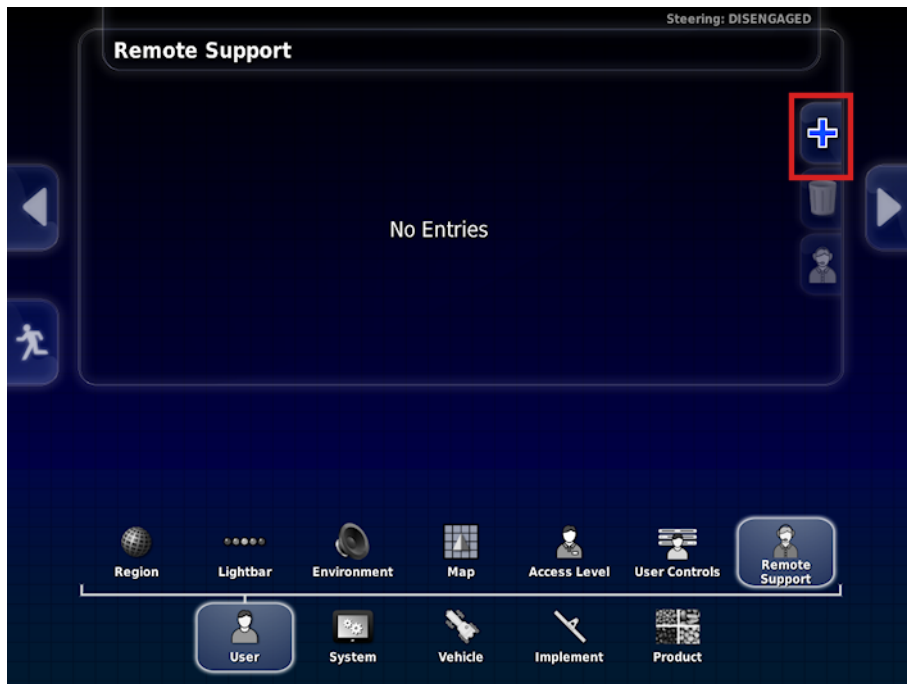 Steering: DISENGAGED
Remote Support
No Entries
Region
Lightbar
Environment
Map
Access Level
User Controls
Remote
Support
User
System
Vehicle
Implement
Product